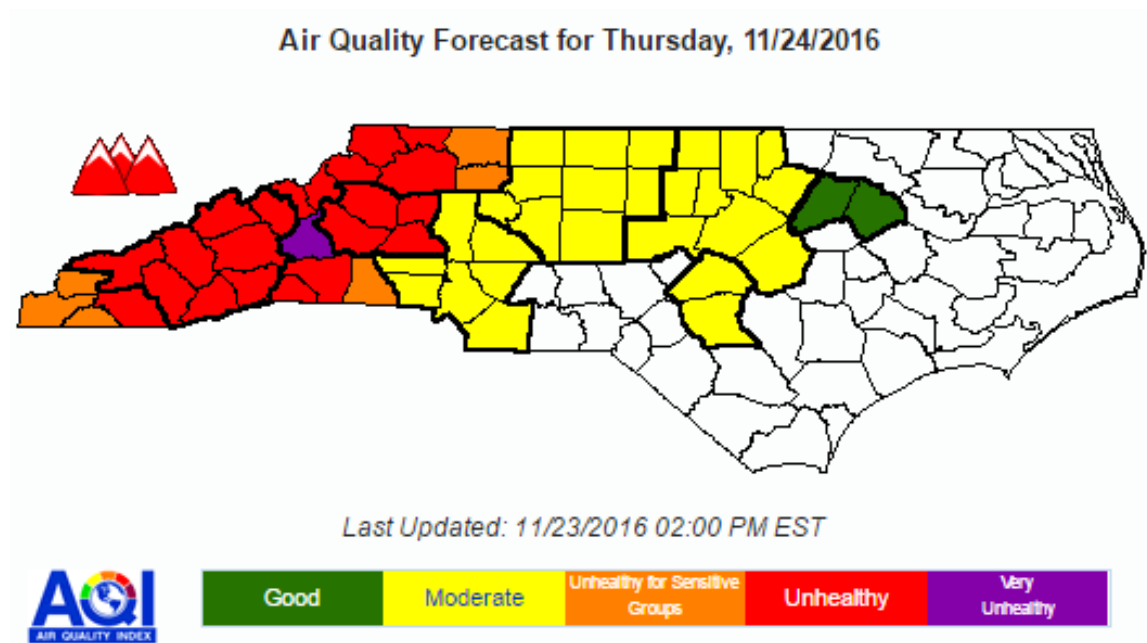 Air Quality Forecast for Thursday, 11/24/2016
Last Updated: 11/23/2016 02:00 PM EST
AQI
AIR QUALITY INDEX
Good
Moderate
Unhealthy for Sensitive
Groups
Unhealthy
Very
Unhealthy